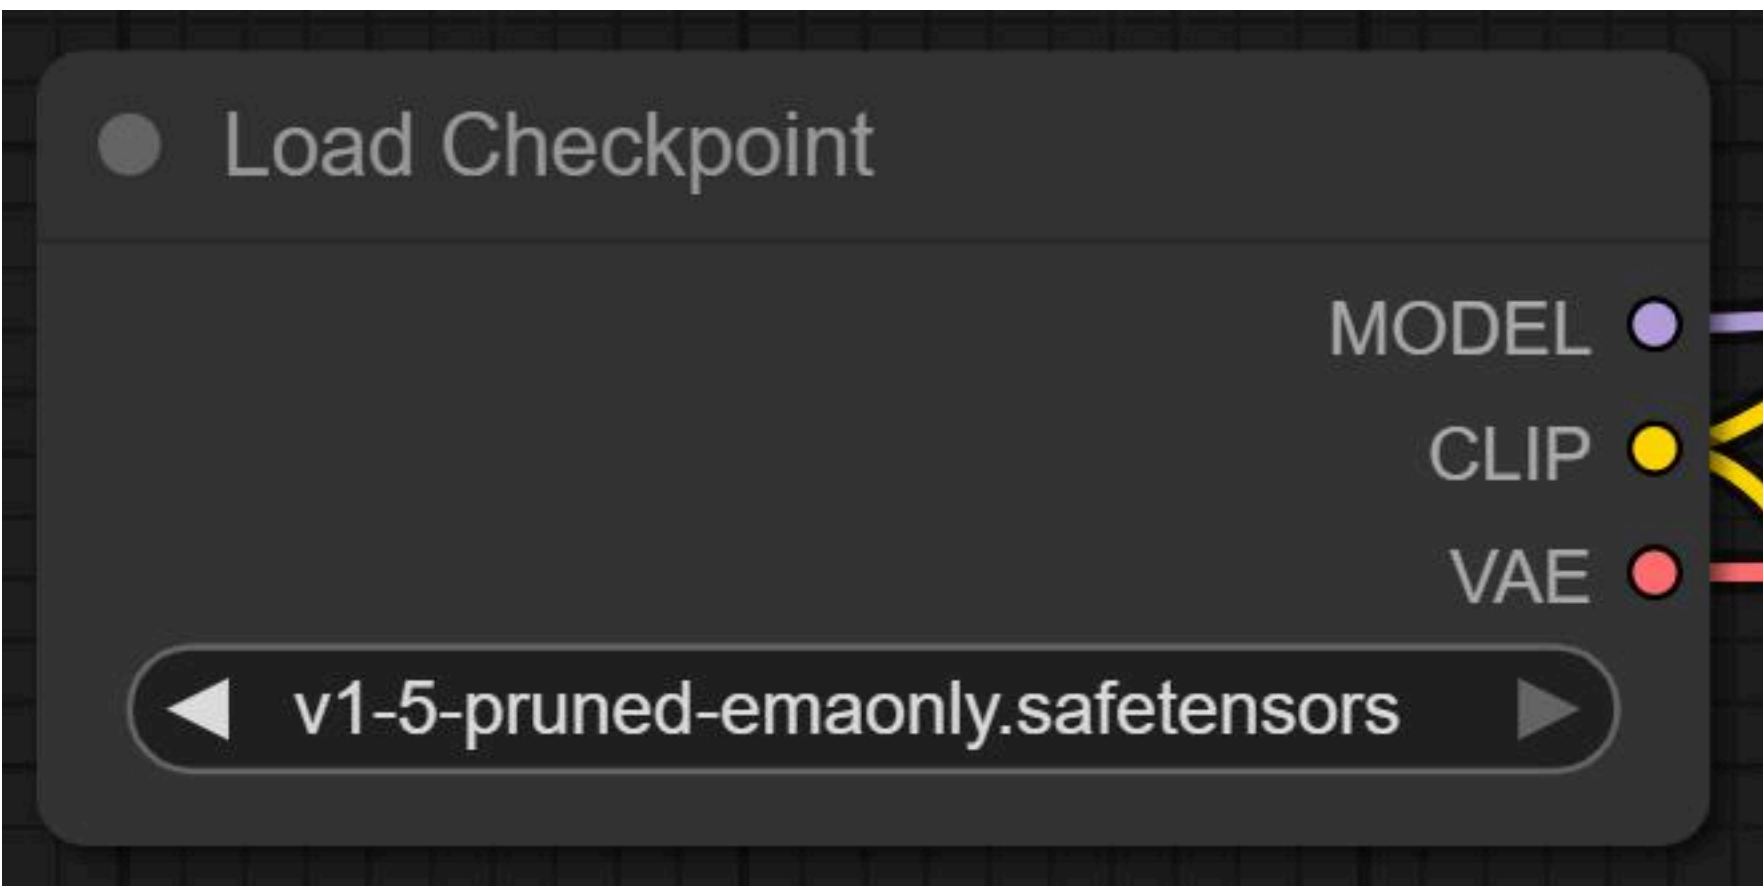 Load Checkpoint
MODEL
CLIP
VAE
v1-5-pruned-emaonly.safetensors